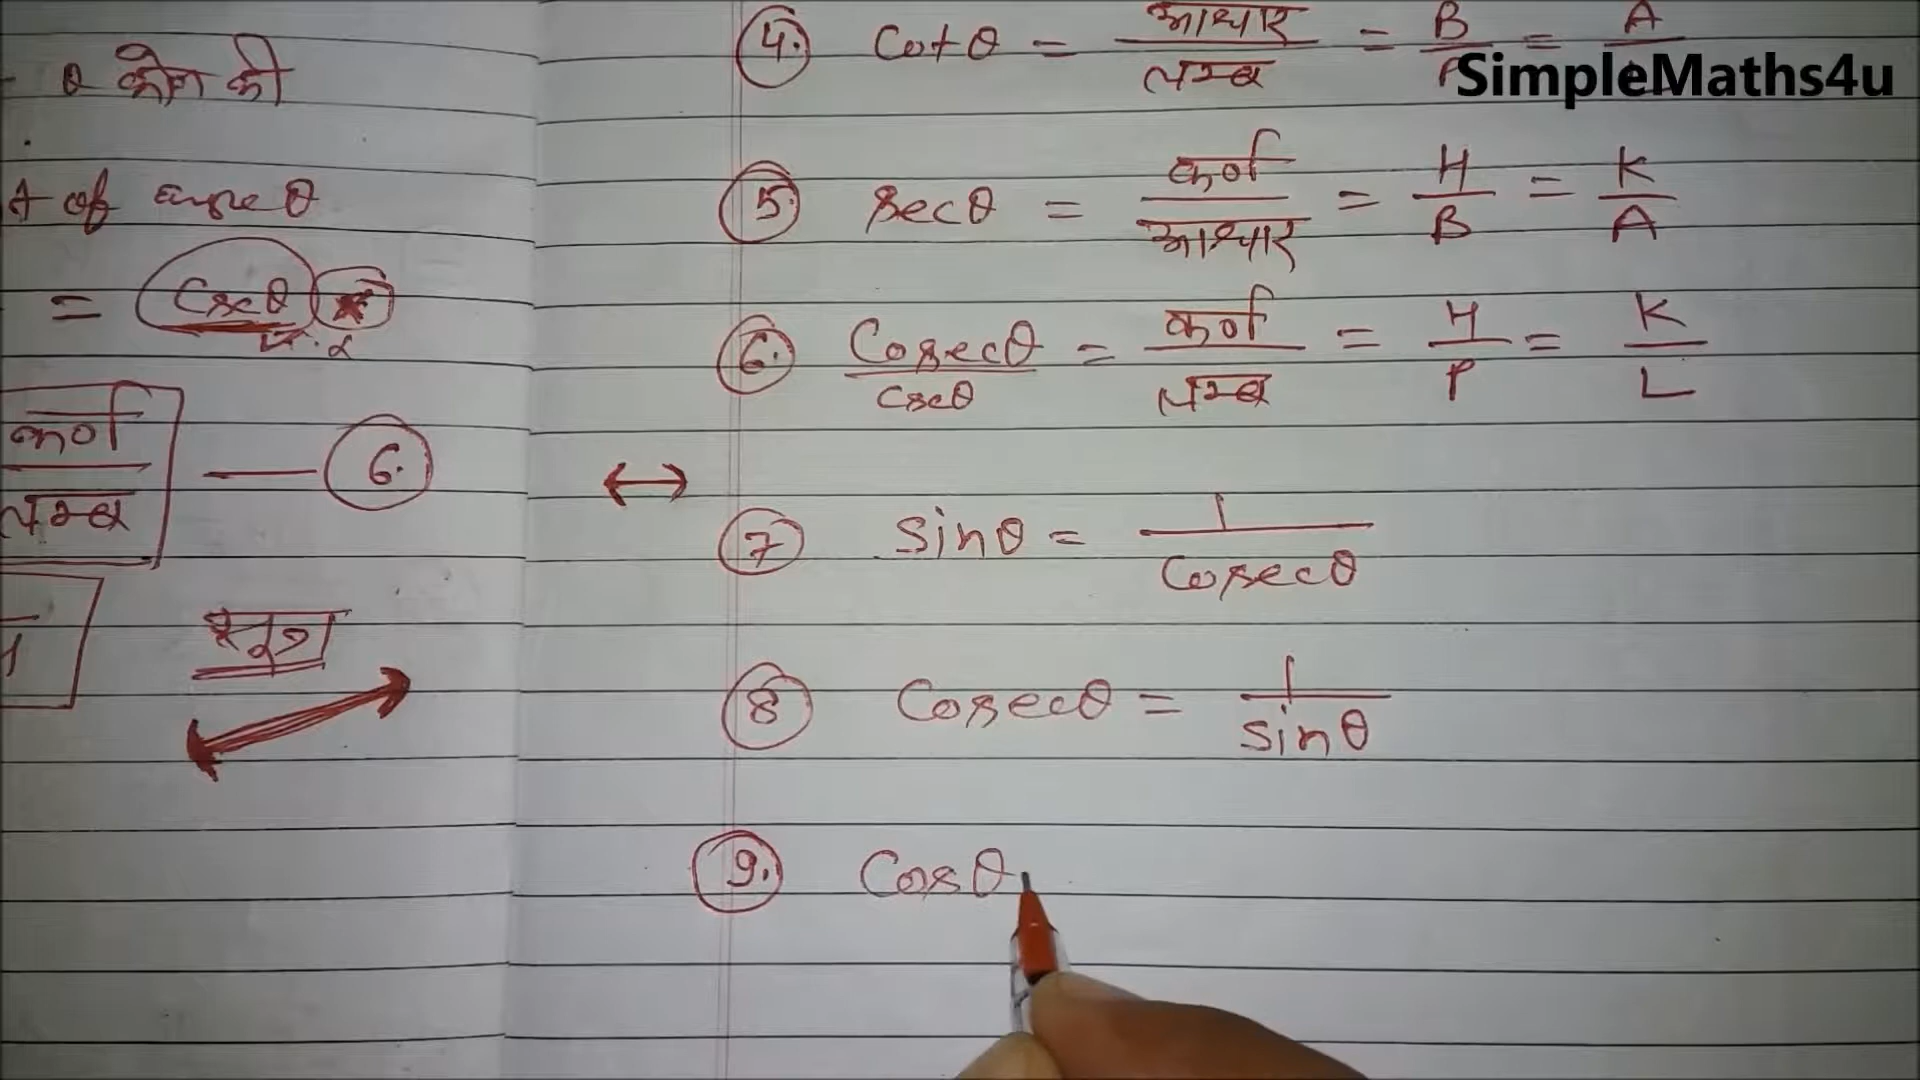 θ कोण की
of angle θ
= Cscθ
कर्ण
लम्ब
6.
सूत्र
4. Cotθ = आधार / लम्ब = B / P = A
SimpleMaths4u
5. secθ = कर्ण / आधार = H / B = K / A
6. Cosecθ / cscθ = कर्ण / लम्ब = H / P = K / L
7 sinθ = 1 / Cosecθ
8 Cosecθ = 1 / sinθ
9. Cosθ